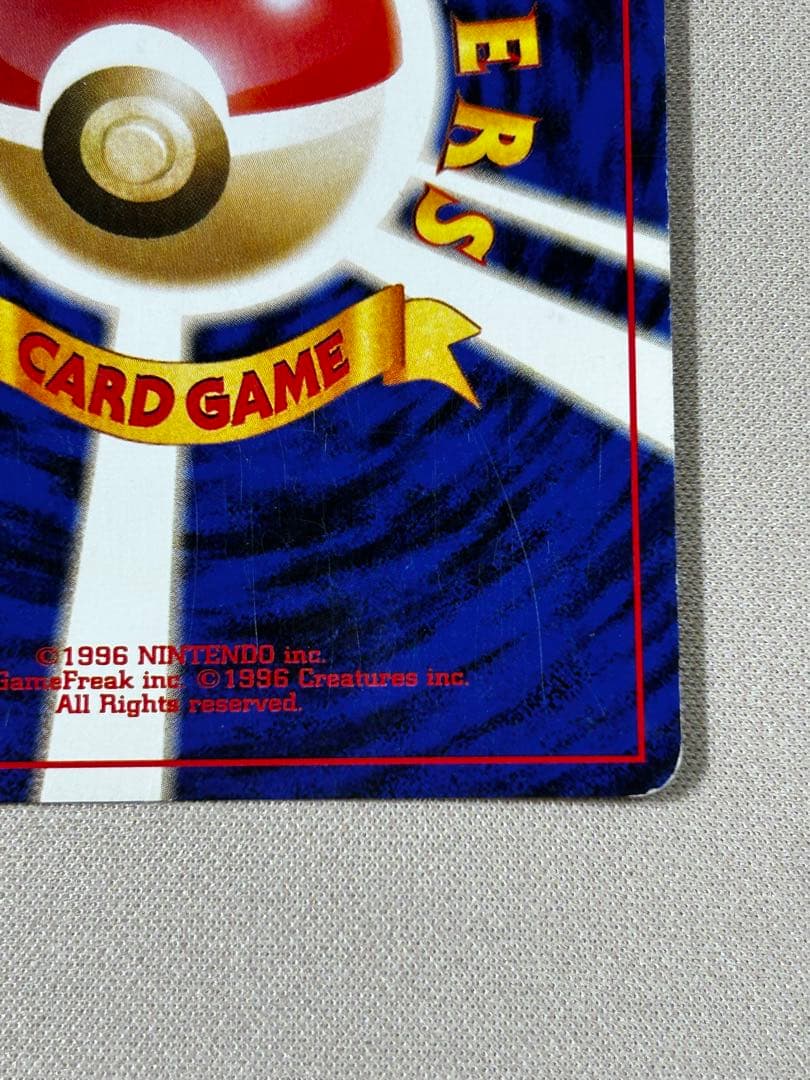 ERS
CARD GAME
©1996 NINTENDO inc.
GameFreak inc. ©1996 Creatures inc.
All Rights reserved.